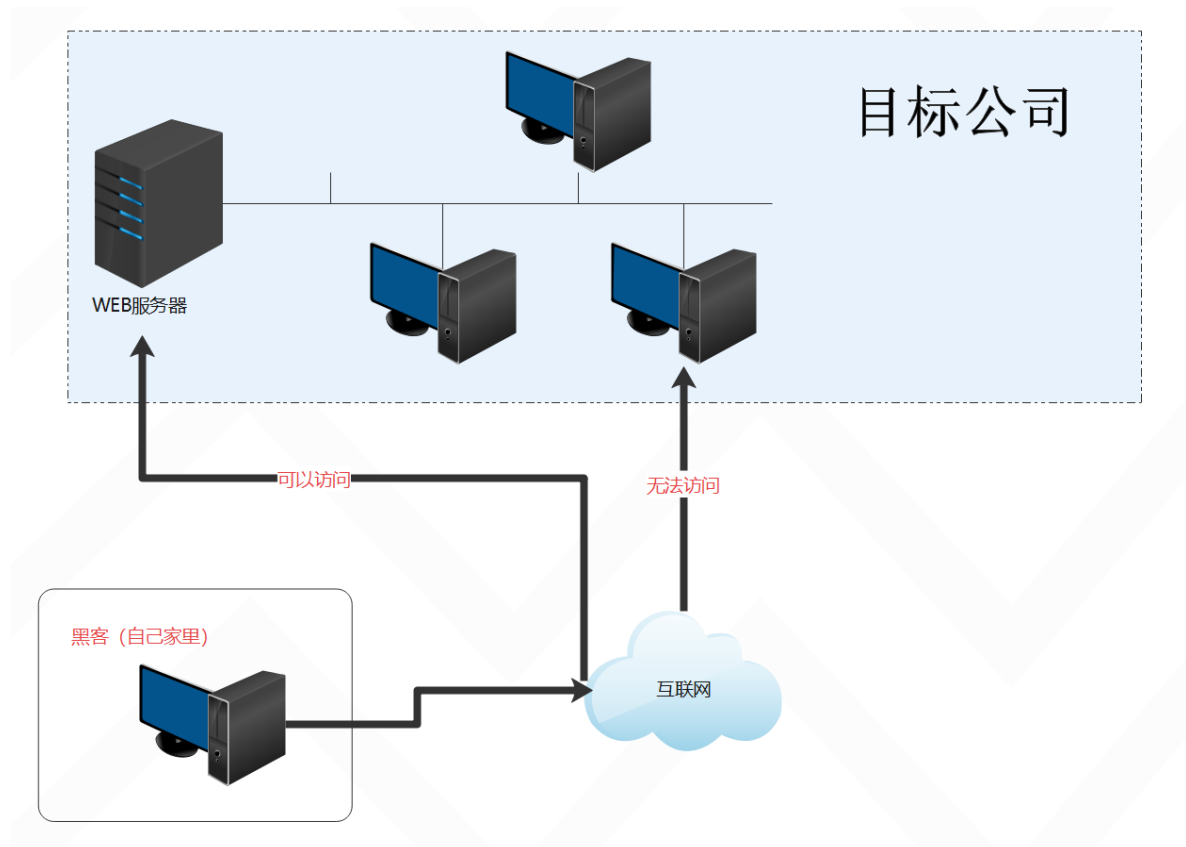 目标公司
WEB服务器
可以访问
无法访问
黑客（自己家里）
互联网